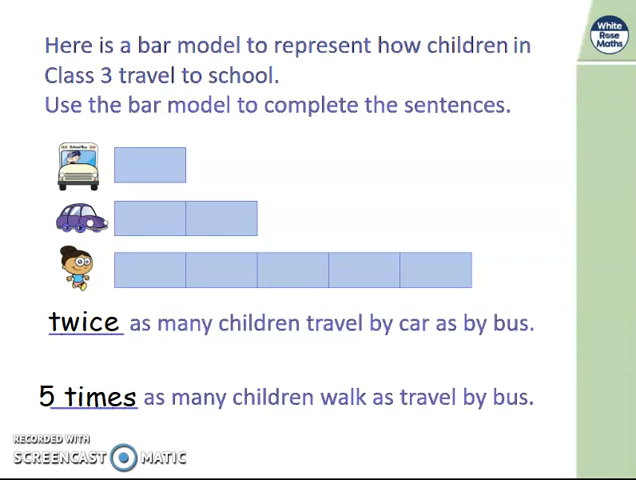 White
Rose
Maths
Here is a bar model to represent how children in
Class 3 travel to school.
Use the bar model to complete the sentences.
School Bus
twice as many children travel by car as by bus.
5 times as many children walk as travel by bus.
RECORDED WITH
SCREENCAST MATIC